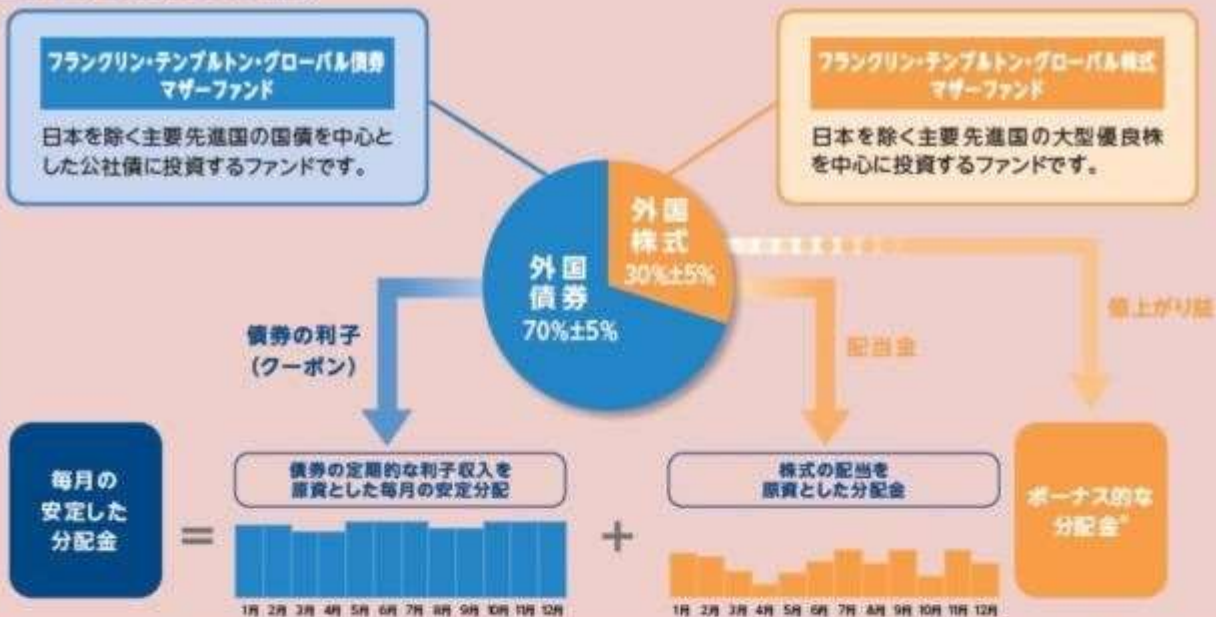 フランクリン・テンプルトン・グローバル債券
マザーファンド
日本を除く主要先進国の国債を中心と
した公社債に投資するファンドです。
フランクリン・テンプルトン・グローバル株式
マザーファンド
日本を除く主要先進国の大型優良株
を中心に投資するファンドです。
外国
株式
30%±5%
外国
債券
70%±5%
債券の利子
(クーポン)
配当金
値上がり益
毎月の
安定した
分配金
=
債券の定期的な利子収入を
原資とした毎月の安定分配
1月 2月 3月 4月 5月 6月 7月 8月 9月 10月 11月 12月
+
株式の配当を
原資とした分配金
1月 2月 3月 4月 5月 6月 7月 8月 9月 10月 11月 12月
ボーナス的な
分配金*